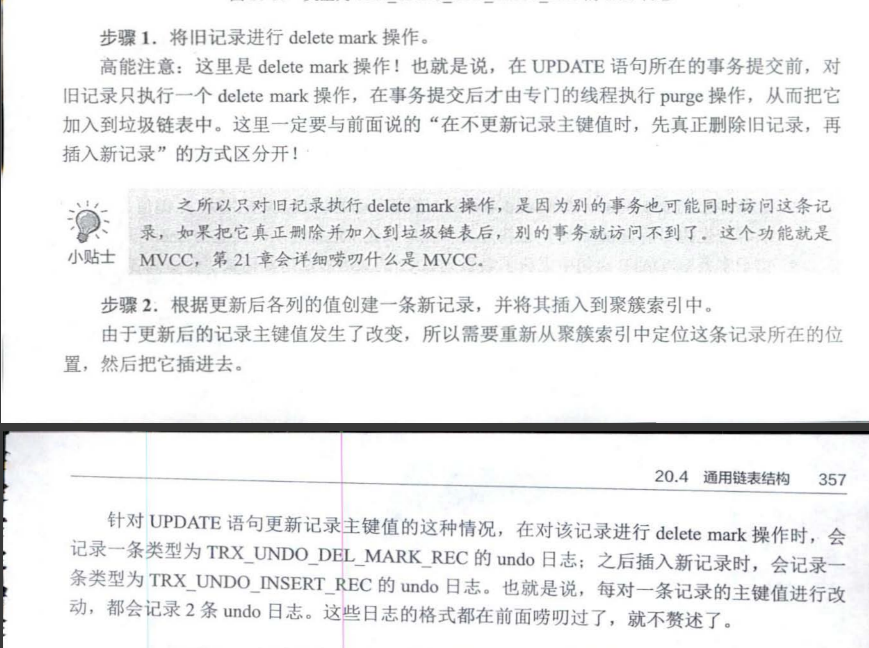 步骤 1. 将旧记录进行 delete mark 操作。
高能注意：这里是 delete mark 操作！也就是说，在 UPDATE 语句所在的事务提交前，对
旧记录只执行一个 delete mark 操作，在事务提交后才由专门的线程执行 purge 操作，从而把它
加入到垃圾链表中。这里一定要与前面说的“在不更新记录主键值时，先真正删除旧记录，再
插入新记录”的方式区分开！
之所以只对旧记录执行 delete mark 操作，是因为别的事务也可能同时访问这条记
录，如果把它真正删除并加入到垃圾链表后，别的事务就访问不到了。这个功能就是
小贴士
MVCC，第 21 章会详细唠叨什么是 MVCC。
步骤 2. 根据更新后各列的值创建一条新记录，并将其插入到聚簇索引中。
由于更新后的记录主键值发生了改变，所以需要重新从聚簇索引中定位这条记录所在的位
置，然后把它插进去。
20.4 通用链表结构 357
针对 UPDATE 语句更新记录主键值的这种情况，在对该记录进行 delete mark 操作时，会
记录一条类型为 TRX_UNDO_DEL_MARK_REC 的 undo 日志；之后插入新记录时，会记录一
条类型为 TRX_UNDO_INSERT_REC 的 undo 日志。也就是说，每对一条记录的主键值进行改
动，都会记录 2 条 undo 日志。这些日志的格式都在前面唠叨过了，就不赘述了。